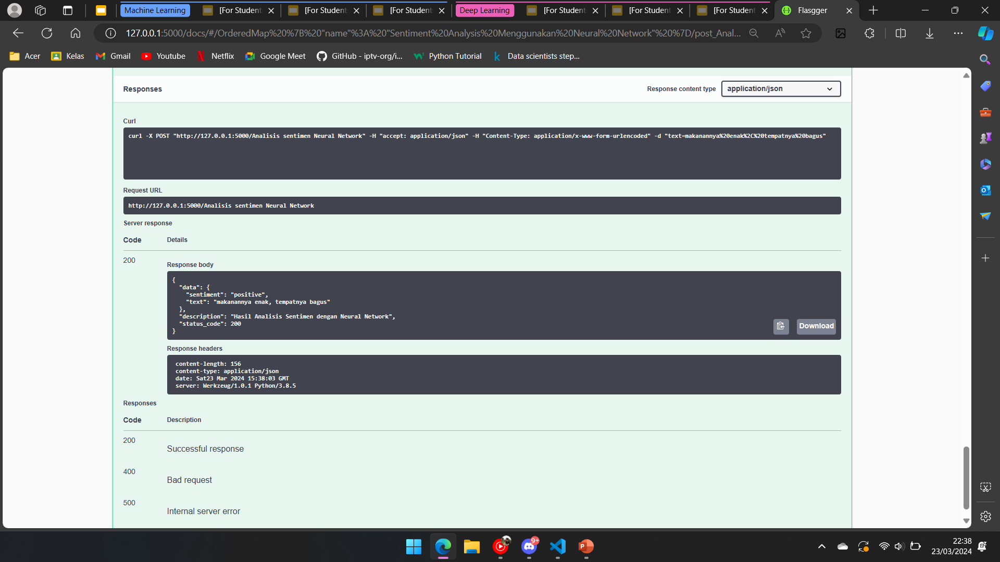 Machine Learning
[For Student
[For Student
[For Student
Deep Learning
[For Student
[For Student
[For Student
Flasgger
127.0.0.1:5000/docs/#/OrderedMap%20%7B%20"name"%3A%20"Sentiment%20Analysis%20Menggunakan%20Neural%20Network"%20%7D/post_Anal...
Acer
Kelas
Gmail
Youtube
Netflix
Google Meet
GitHub - iptv-org/i...
Python Tutorial
Data scientists step...
Responses
Response content type
application/json
Curl
curl -X POST "http://127.0.0.1:5000/Analisis sentimen Neural Network" -H "accept: application/json" -H "Content-Type: application/x-www-form-urlencoded" -d "text=makanannya%20enak%2C%20tempatnya%20bagus"
Request URL
http://127.0.0.1:5000/Analisis sentimen Neural Network
Server response
Code Details
200
Response body
{
"data": {
"sentiment": "positive",
"text": "makanannya enak, tempatnya bagus"
},
"description": "Hasil Analisis Sentimen dengan Neural Network",
"status_code": 200
}
Download
Response headers
content-length: 156
content-type: application/json
date: Sat23 Mar 2024 15:38:03 GMT
server: Werkzeug/1.0.1 Python/3.8.5
Responses
Code Description
200
Successful response
400
Bad request
500
Internal server error
9+
22:38
23/03/2024